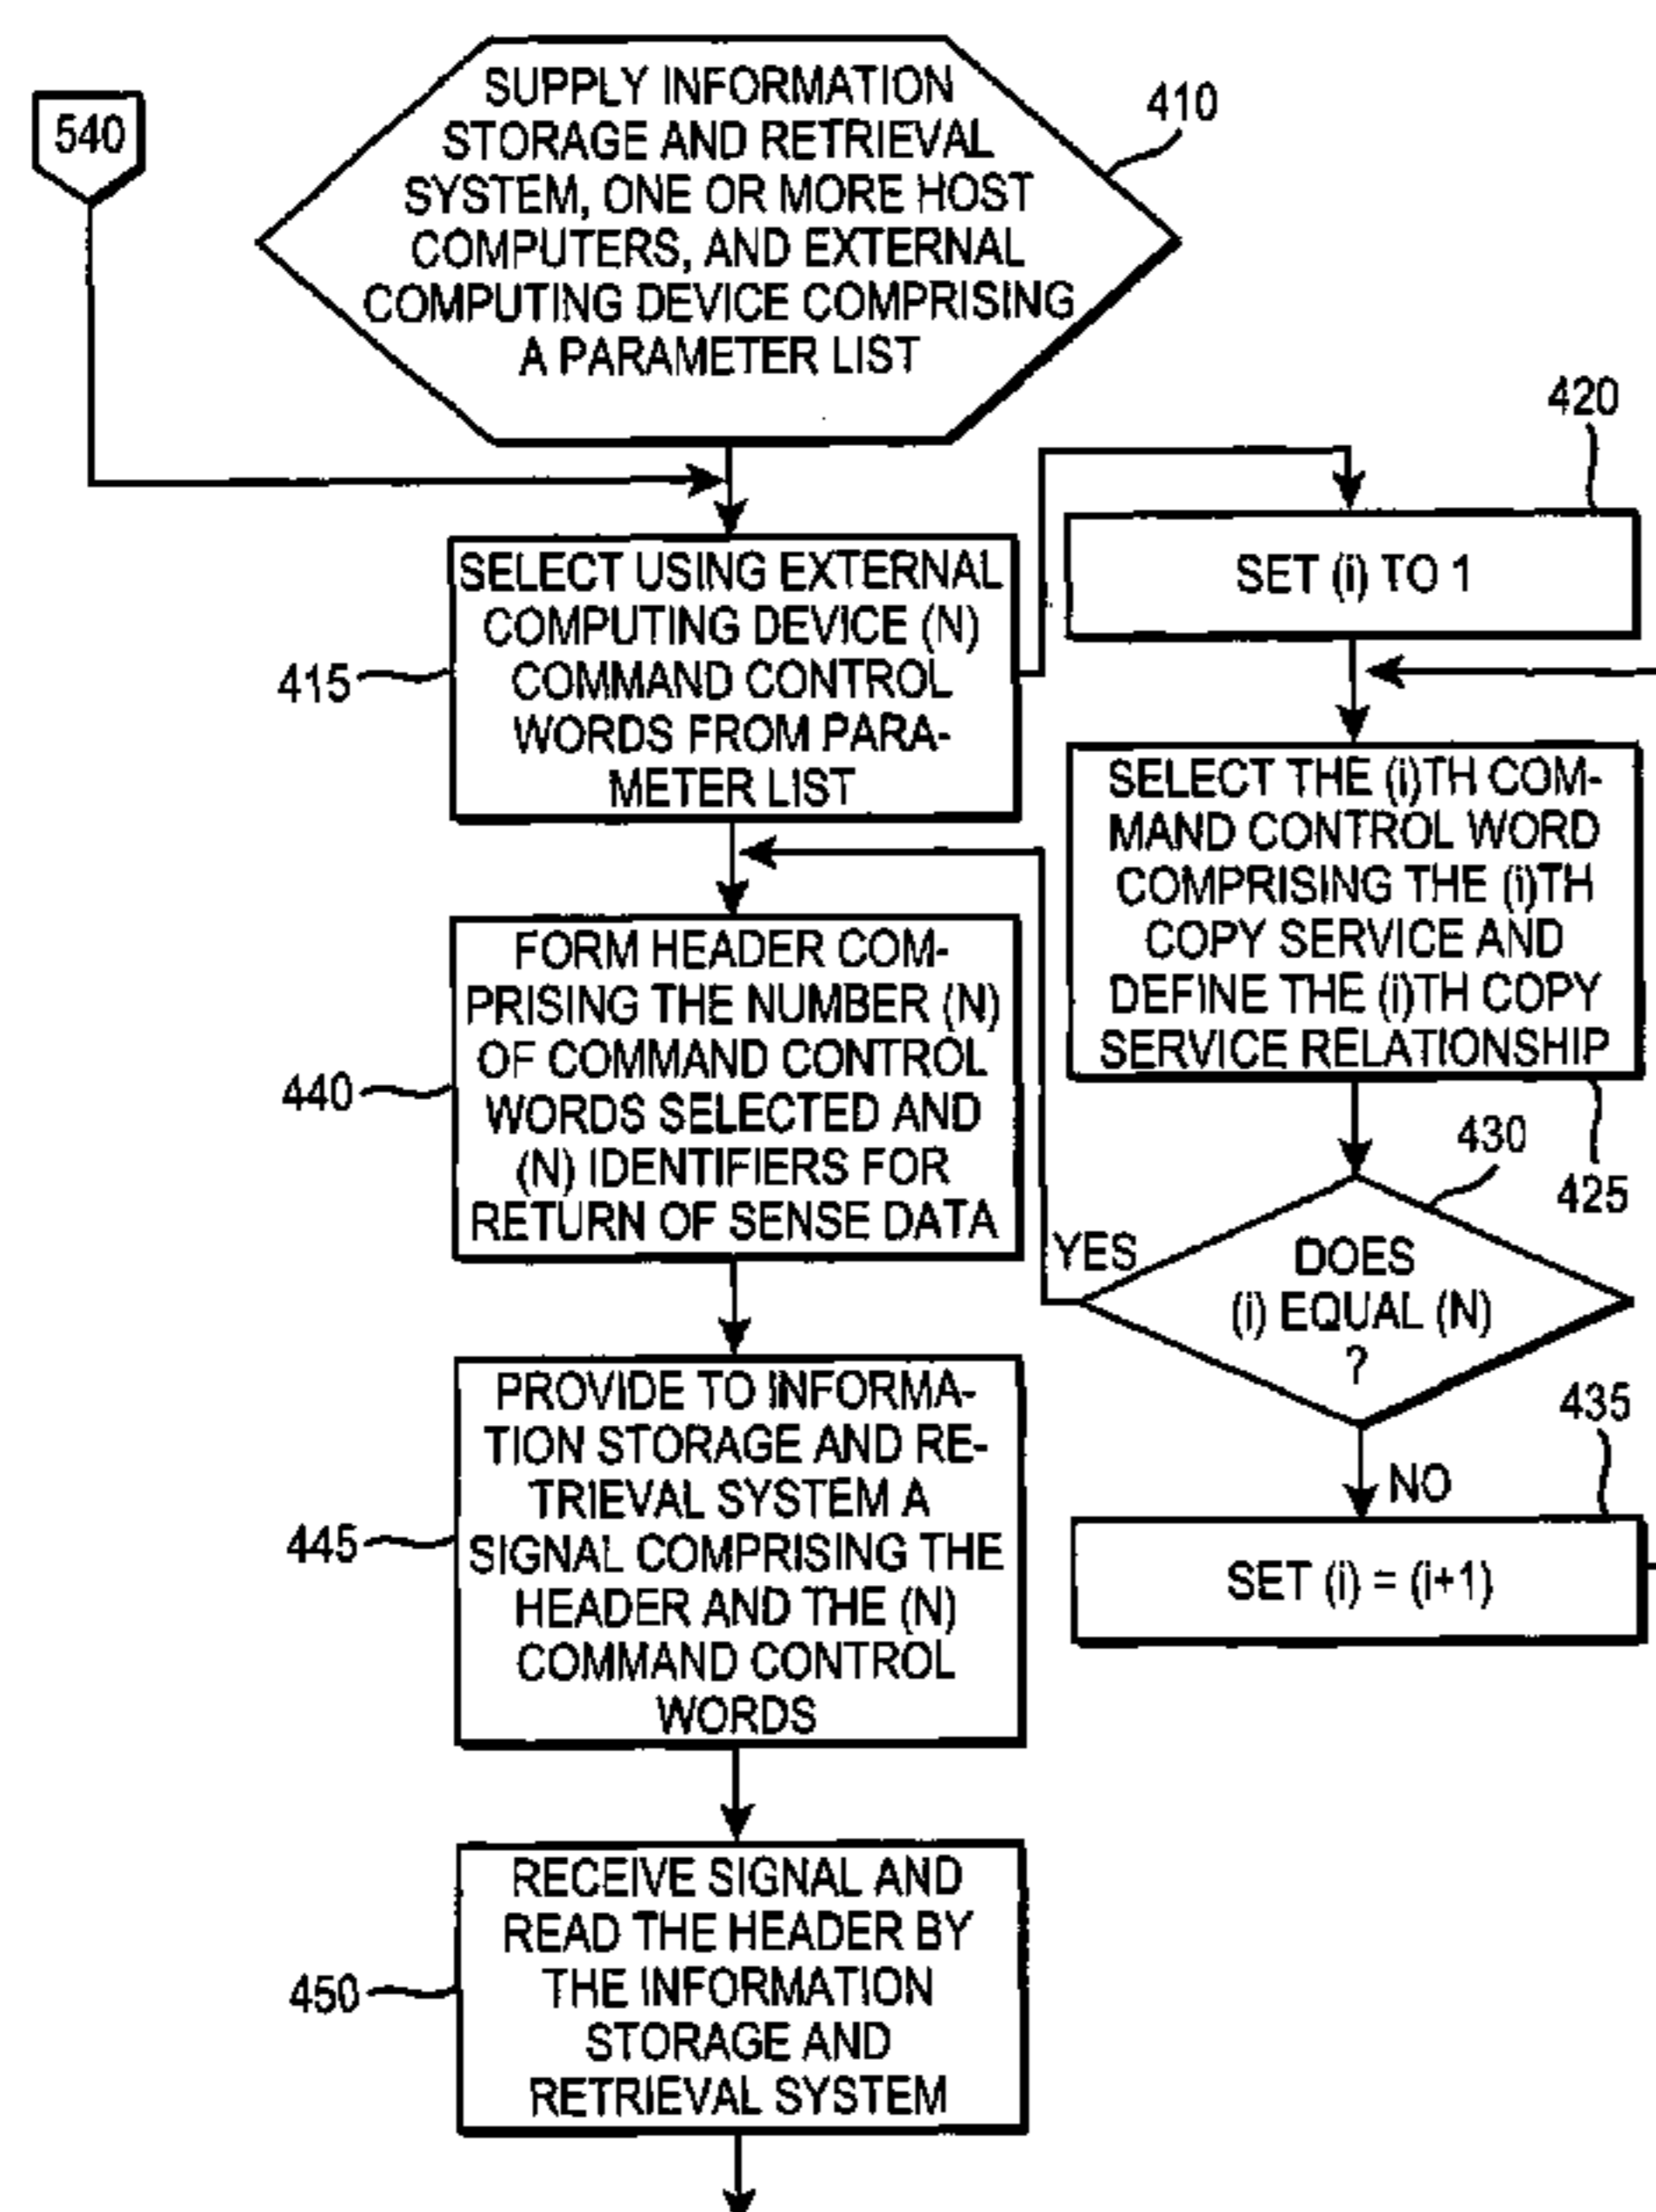 540
SUPPLY INFORMATION
STORAGE AND RETRIEVAL
SYSTEM, ONE OR MORE HOST
COMPUTERS, AND EXTERNAL
COMPUTING DEVICE COMPRISING
A PARAMETER LIST
410
SELECT USING EXTERNAL
COMPUTING DEVICE (N)
COMMAND CONTROL
WORDS FROM PARA-
METER LIST
415
420
SET (i) TO 1
SELECT THE (i)TH COM-
MAND CONTROL WORD
COMPRISING THE (i)TH
COPY SERVICE AND
DEFINE THE (i)TH COPY
SERVICE RELATIONSHIP
425
430
DOES
(i) EQUAL (N)
?
YES
NO
435
SET (i) = (i+1)
FORM HEADER COM-
PRISING THE NUMBER (N)
OF COMMAND CONTROL
WORDS SELECTED AND
(N) IDENTIFIERS FOR
RETURN OF SENSE DATA
440
PROVIDE TO INFORMA-
TION STORAGE AND RE-
TRIEVAL SYSTEM A
SIGNAL COMPRISING THE
HEADER AND THE (N)
COMMAND CONTROL
WORDS
445
RECEIVE SIGNAL AND
READ THE HEADER BY
THE INFORMATION
STORAGE AND
RETRIEVAL SYSTEM
450